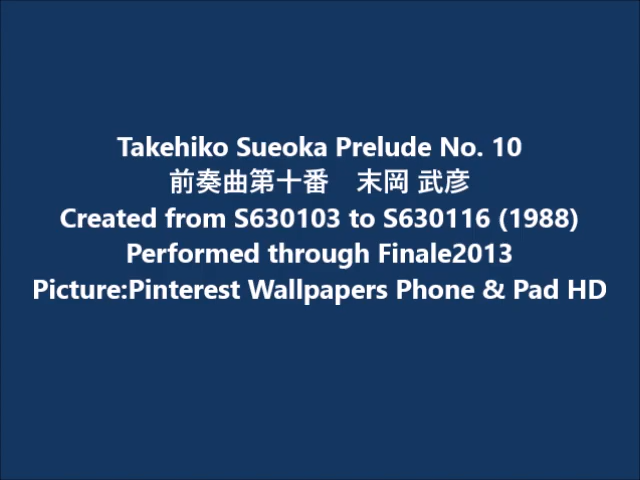 Takehiko Sueoka Prelude No. 10
前奏曲第十番　末岡 武彦
Created from S630103 to S630116 (1988)
Performed through Finale2013
Picture:Pinterest Wallpapers Phone & Pad HD